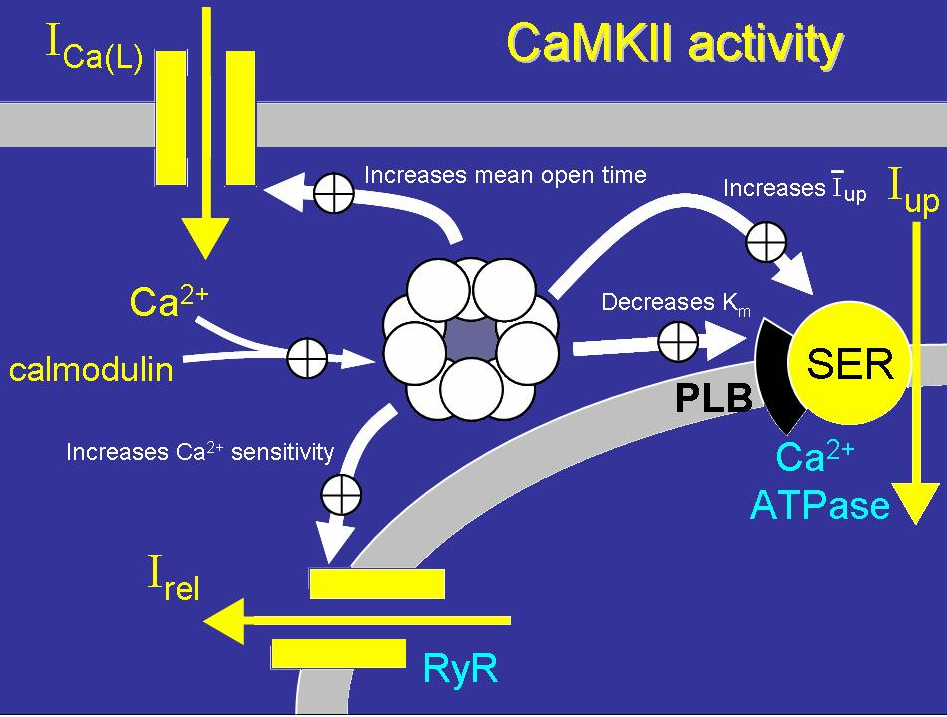 CaMKII activity
I Ca(L)
Increases mean open time
Increases Īup
Iup
Ca2+
Decreases Km
calmodulin
SER
PLB
Increases Ca2+ sensitivity
Ca2+
ATPase
Irel
RyR